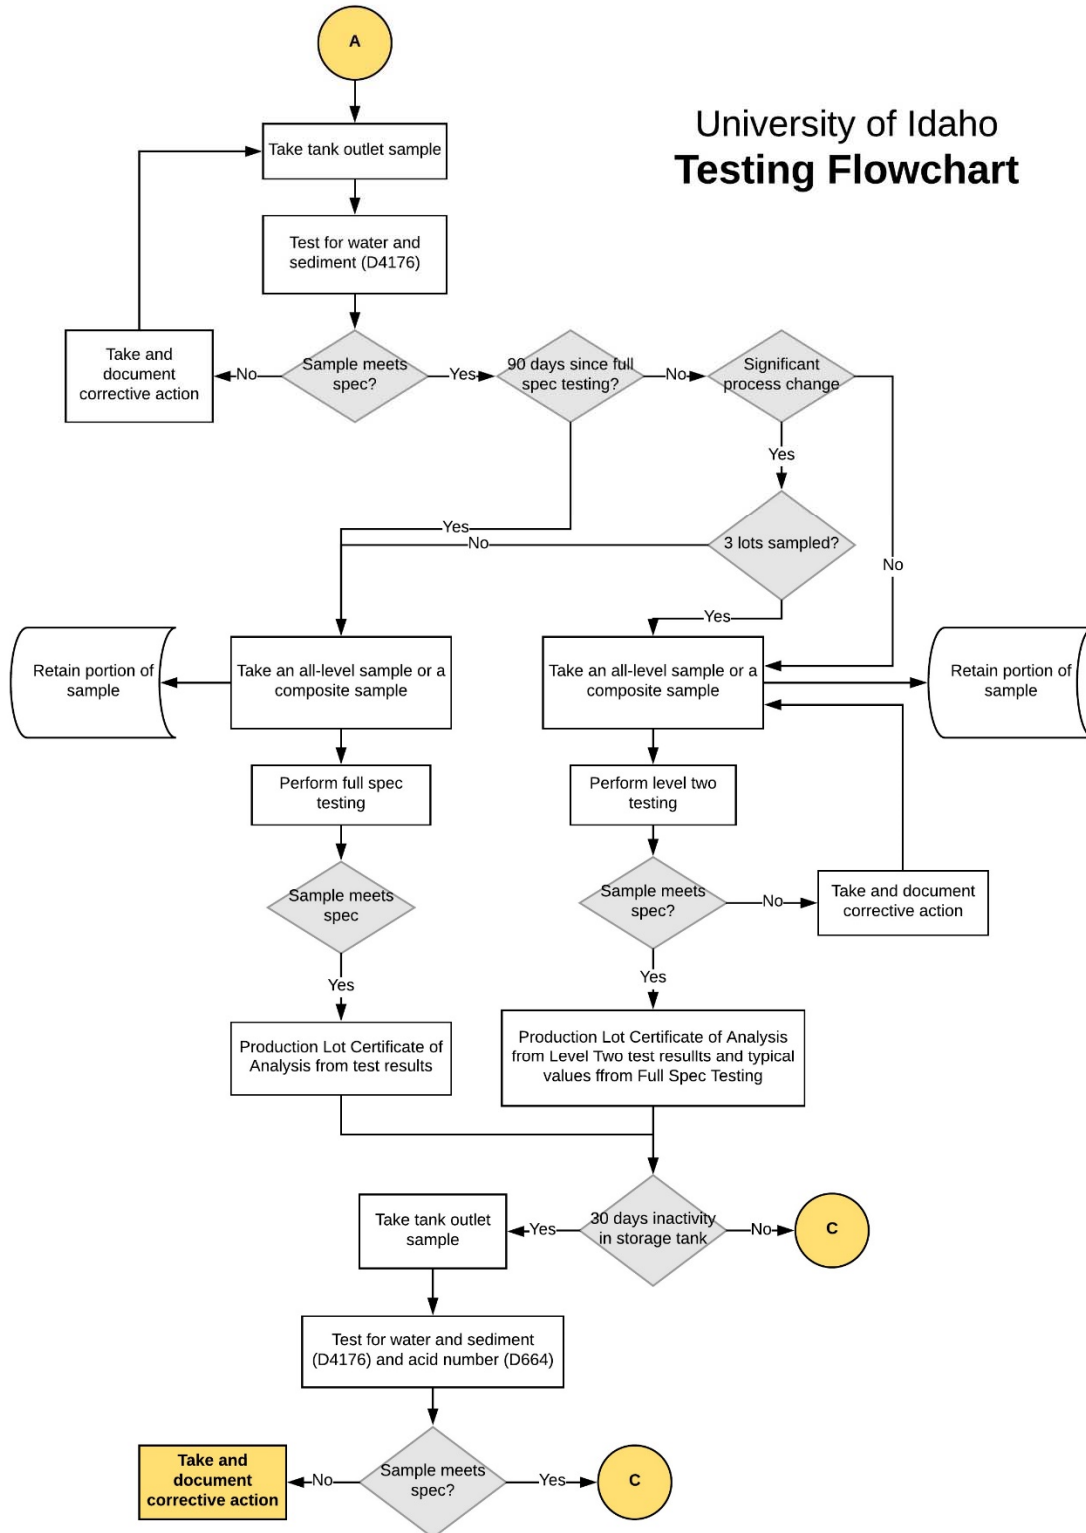 A
University of Idaho
Testing Flowchart
Take tank outlet sample
Test for water and
sediment (D4176)
Take and
document
corrective action
No
Sample meets
spec?
Yes
90 days since full
spec testing?
No
Significant
process change
Yes
3 lots sampled?
Yes
No
No
Yes
Retain portion of
sample
Take an all-level sample or a
composite sample
Take an all-level sample or a
composite sample
Retain portion of
sample
Perform full spec
testing
Perform level two
testing
Sample meets
spec
Sample meets
spec?
No
Take and document
corrective action
Yes
Yes
Production Lot Certificate of
Analysis from test results
Production Lot Certificate of Analysis
from Level Two test resullts and typical
values ffrom Full Spec Testing
Take tank outlet
sample
Yes
30 days inactivity
in storage tank
No
C
Test for water and sediment
(D4176) and acid number (D664)
Take and
document
corrective action
No
Sample meets
spec?
Yes
C